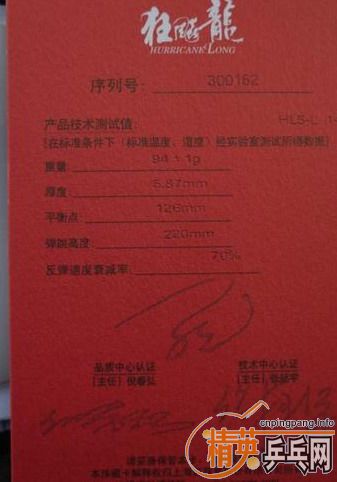 狂飚龍
HURRICANE LONG
序列号： 300162
产品技术测试值： HL5-L
[在标准条件下（标准温度、湿度）经实验室测试所得数据]
重量： 94 ± 1g
厚度： 5.87mm
平衡点： 126mm
弹跳高度： 220mm
反弹速度衰减率： 70%
品质中心认证 技术中心认证
[主任] [主任]
cnpingpang.info
精英乒乓网